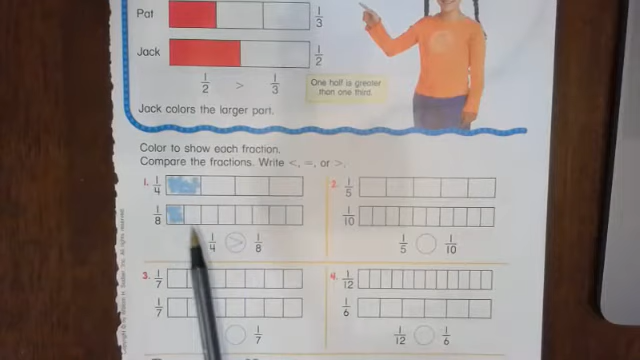 Pat
1/3
Jack
1/2
1/2 > 1/3
One half is greater
than one third.
Jack colors the larger part.
Color to show each fraction.
Compare the fractions. Write <, =, or >.
1. 1/4
1/8
1/4 > 1/8
2. 1/5
1/10
1/5 1/10
3. 1/7
1/7
1/7
4. 1/12
1/6
1/12 1/6